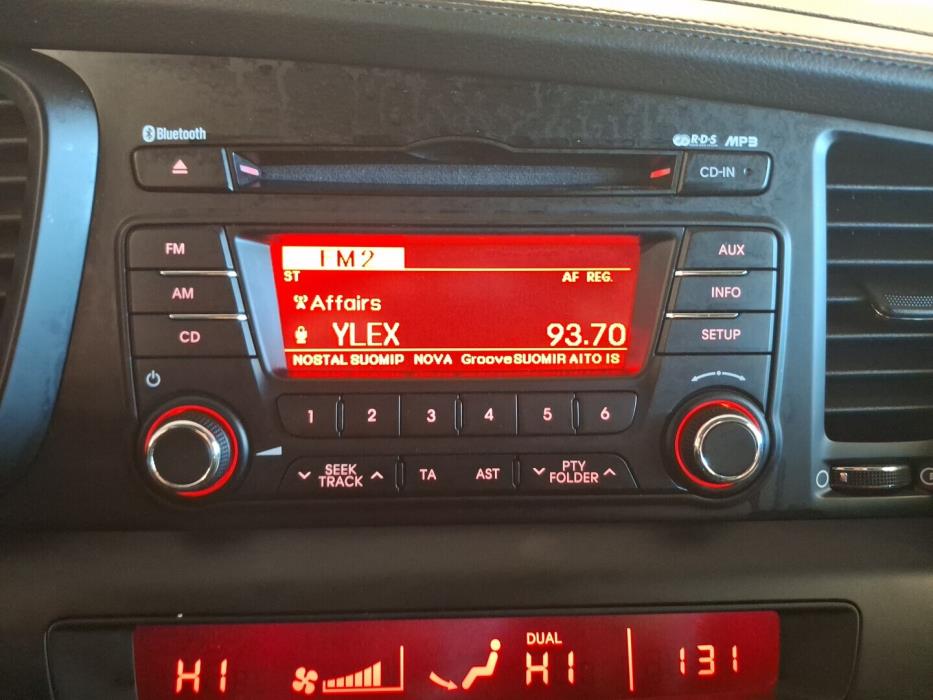 Bluetooth
R·D·S MP3
CD-IN
FM
AM
CD
FM2
ST AF REG.
Affairs
YLEX 93.70
NOSTAL SUOMIP NOVA Groove SUOMIR AITO IS
AUX
INFO
SETUP
1 2 3 4 5 6
SEEK TRACK
TA
AST
PTY FOLDER
DUAL
HI HI 131